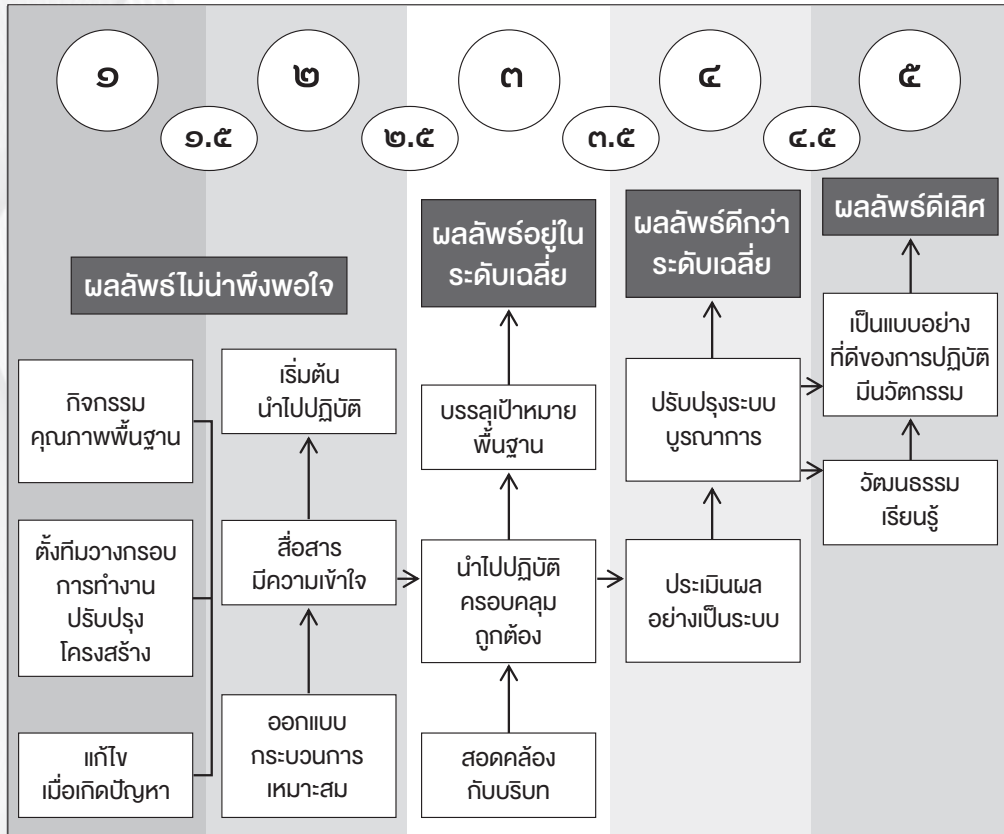 ๑
๒
๓
๔
๕
๑.๕
๒.๕
๓.๕
๔.๕
ผลลัพธ์ไม่น่าพึงพอใจ
ผลลัพธ์อยู่ใน
ระดับเฉลี่ย
ผลลัพธ์ดีกว่า
ระดับเฉลี่ย
ผลลัพธ์ดีเลิศ
กิจกรรม
คุณภาพพื้นฐาน
ตั้งทีมวางกรอบ
การทำงาน
ปรับปรุง
โครงสร้าง
แก้ไข
เมื่อเกิดปัญหา
เริ่มต้น
นำไปปฏิบัติ
สื่อสาร
มีความเข้าใจ
ออกแบบ
กระบวนการ
เหมาะสม
บรรลุเป้าหมาย
พื้นฐาน
นำไปปฏิบัติ
ครอบคลุม
ถูกต้อง
สอดคล้อง
กับบริบท
ปรับปรุงระบบ
บูรณาการ
ประเมินผล
อย่างเป็นระบบ
เป็นแบบอย่าง
ที่ดีของการปฏิบัติ
มีนวัตกรรม
วัฒนธรรม
เรียนรู้